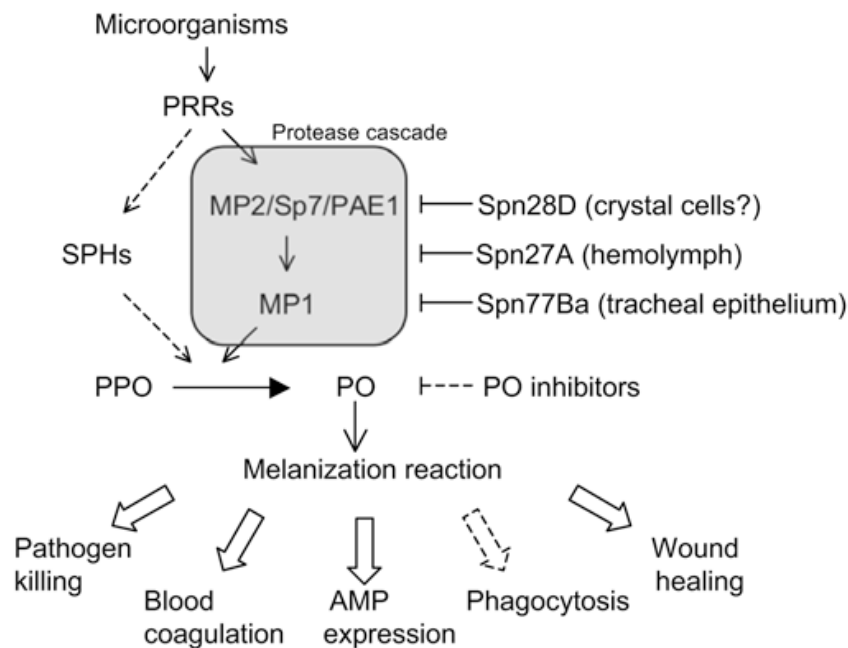 Microorganisms
PRRs
Protease cascade
MP2/Sp7/PAE1
Spn28D (crystal cells?)
SPHs
Spn27A (hemolymph)
MP1
Spn77Ba (tracheal epithelium)
PPO
PO
PO inhibitors
Melanization reaction
Pathogen
killing
Blood
coagulation
AMP
expression
Phagocytosis
Wound
healing